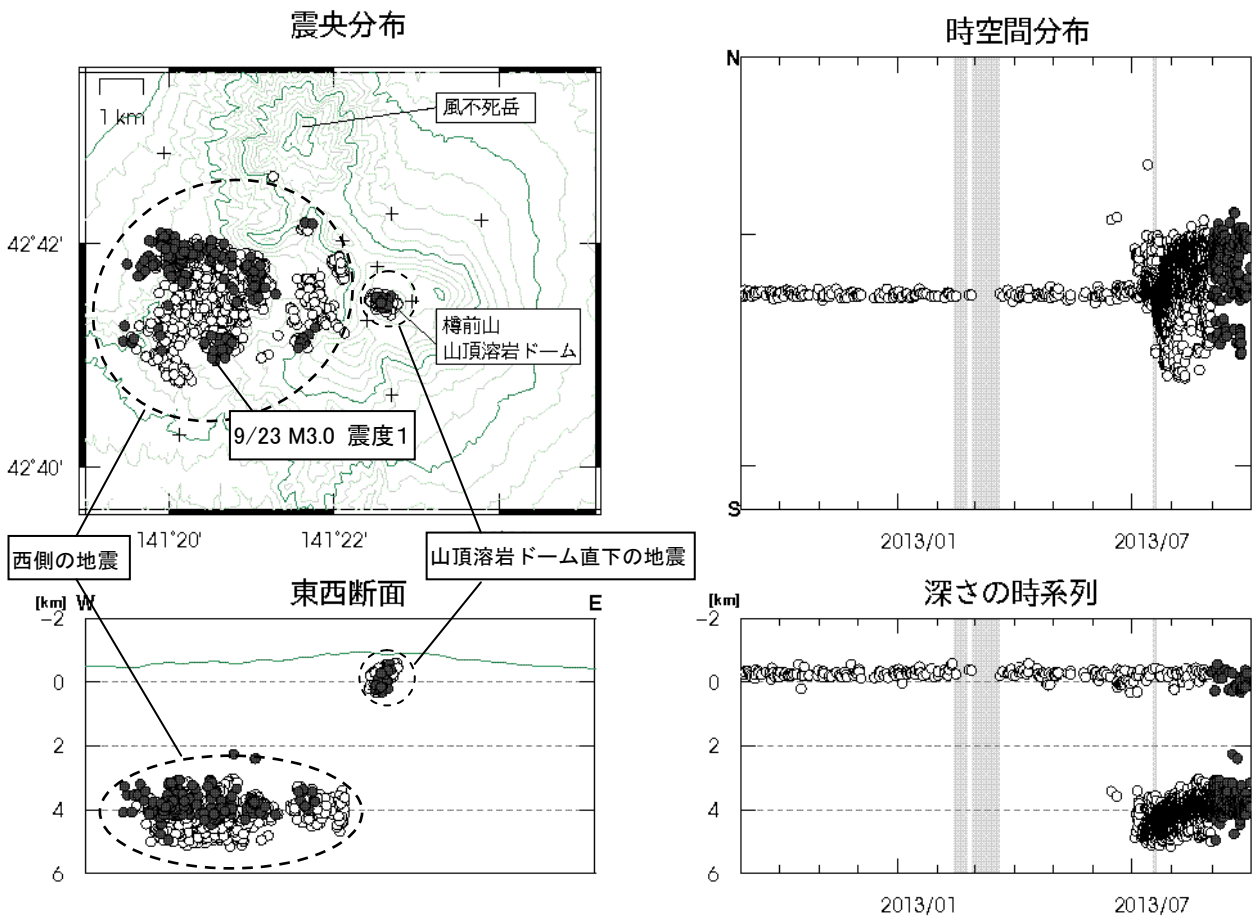 震央分布
1 km
風不死岳
42°42'
樽前山
山頂溶岩ドーム
9/23 M3.0 震度1
42°40'
141°20'
141°22'
西側の地震
山頂溶岩ドーム直下の地震
時空間分布
N
S
2013/01
2013/07
東西断面
[km]
W
E
-2
0
2
4
6
深さの時系列
[km]
-2
0
2
4
6
2013/01
2013/07